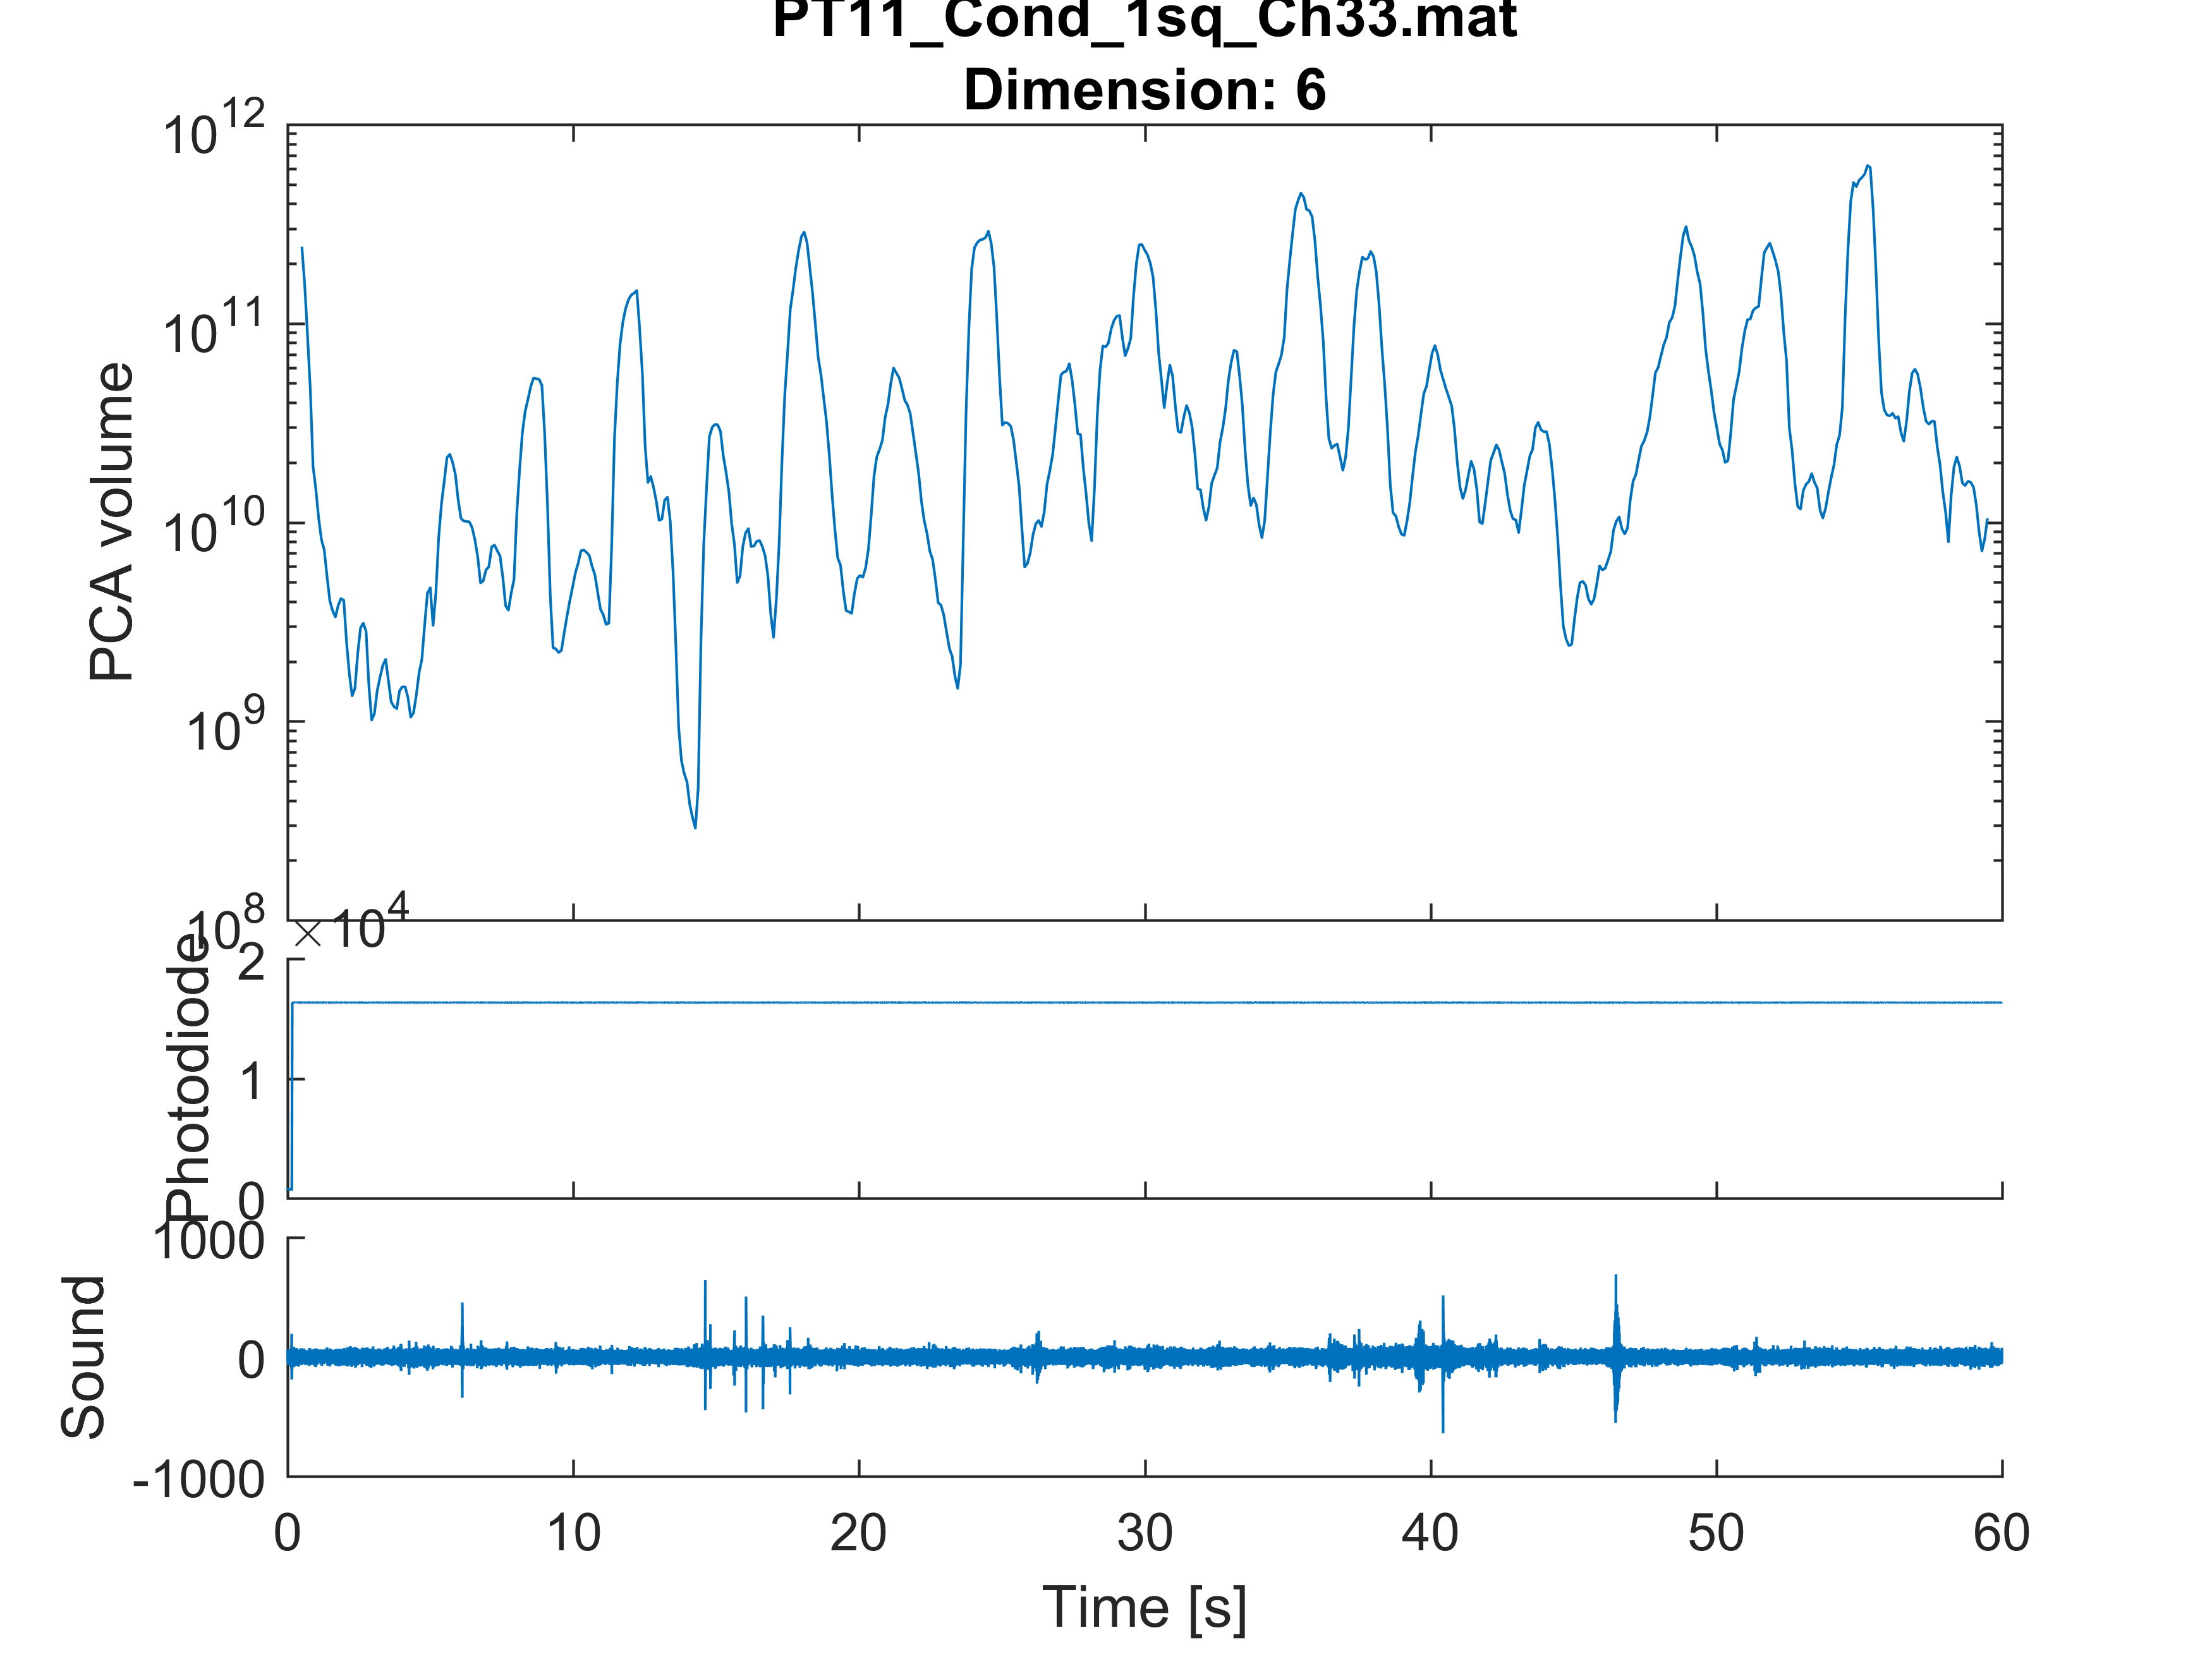 PT11_Cond_1sq_Ch33.mat
Dimension: 6
PCA volume
10^12
10^11
10^10
10^9
10^8
× 10^4
Photodiode
2
1
0
Sound
1000
0
-1000
0 10 20 30 40 50 60
Time [s]